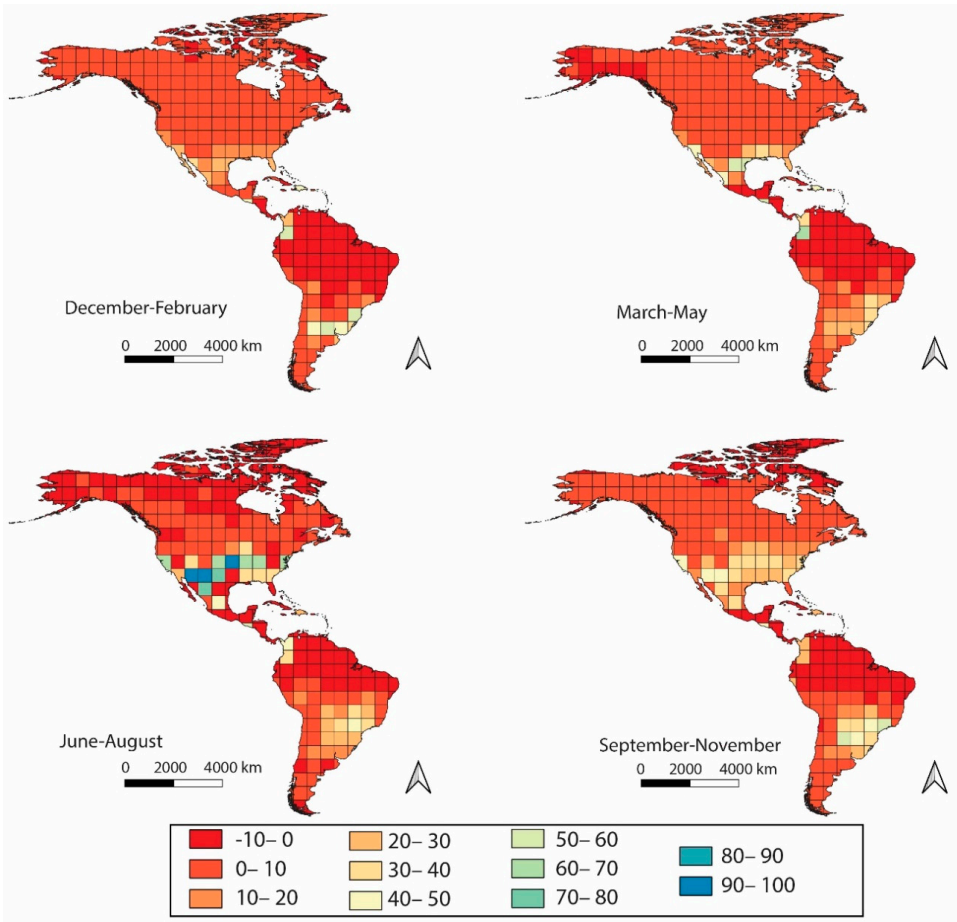 December-February
0 2000 4000 km
March-May
0 2000 4000 km
June-August
0 2000 4000 km
September-November
0 2000 4000 km
-10– 0
0– 10
10– 20
20– 30
30– 40
40– 50
50– 60
60– 70
70– 80
80– 90
90– 100